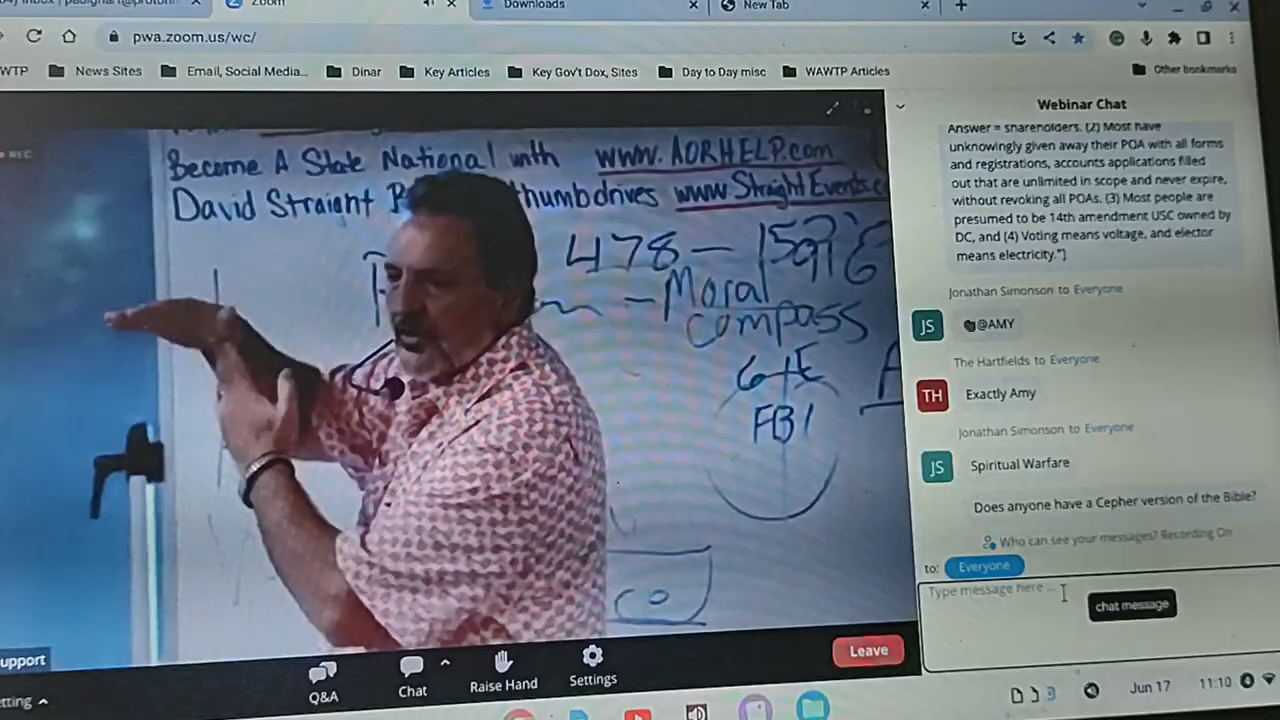 Zoom
Downloads
New Tab
pwa.zoom.us/wc/
WTP
News Sites
Email, Social Media...
Dinar
Key Articles
Key Gov't Dox, Sites
Day to Day misc
WAWTP Articles
Other bookmarks
REC
Become A State National with www.AORHELP.com
David Straight
thumbdrives www.StraightEvents.c
478 –
– Moral
compass
FBI
CO
Webinar Chat
Answer = shareholders. (2) Most have
unknowingly given away their POA with all forms
and registrations, accounts applications filled
out that are unlimited in scope and never expire,
without revoking all POAs. (3) Most people are
presumed to be 14th amendment USC owned by
DC, and (4) Voting means voltage, and elector
means electricity."]
Jonathan Simonson to Everyone
JS
@AMY
The Hartfields to Everyone
TH
Exactly Amy
Jonathan Simonson to Everyone
JS
Spiritual Warfare
Does anyone have a Cepher version of the Bible?
Who can see your messages? Recording On
to: Everyone
Type message here ...
chat message
upport
tting
Q&A
Chat
Raise Hand
Settings
Leave
Jun 17
11:10